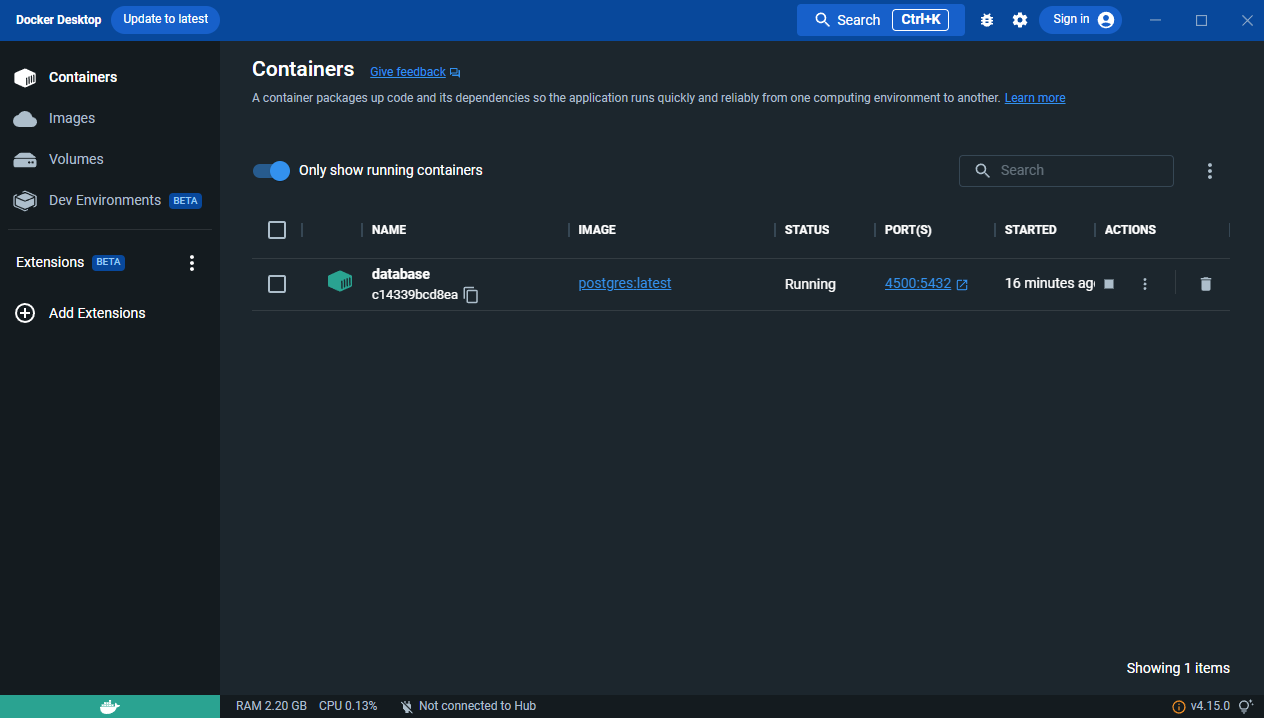 Docker Desktop Update to latest Search Ctrl+K Sign in
Containers
Images
Volumes
Dev Environments BETA
Extensions BETA
Add Extensions
Containers Give feedback
A container packages up code and its dependencies so the application runs quickly and reliably from one computing environment to another. Learn more
Only show running containers Search
NAME IMAGE STATUS PORT(S) STARTED ACTIONS
database
c14339bcd8ea postgres:latest Running 4500:5432 16 minutes ag
Showing 1 items
RAM 2.20 GB CPU 0.13% Not connected to Hub v4.15.0